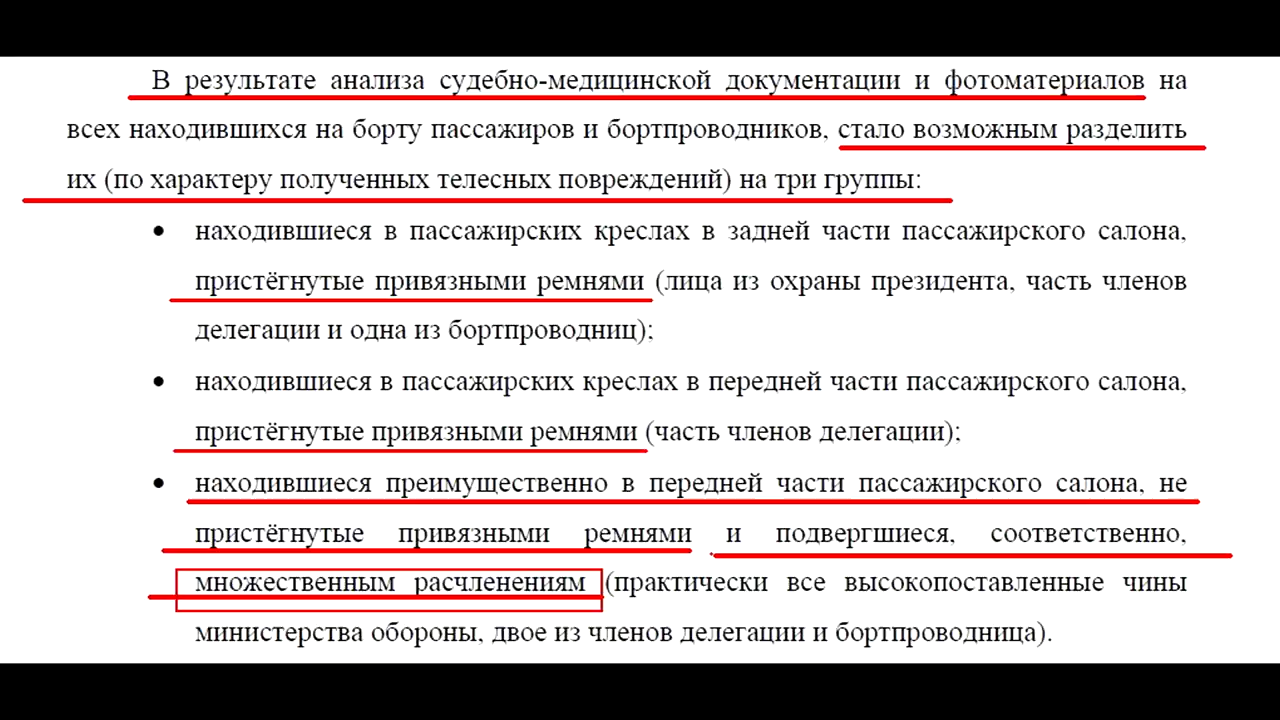 В результате анализа судебно-медицинской документации и фотоматериалов на
всех находившихся на борту пассажиров и бортпроводников, стало возможным разделить
их (по характеру полученных телесных повреждений) на три группы:
• находившиеся в пассажирских креслах в задней части пассажирского салона,
пристёгнутые привязными ремнями (лица из охраны президента, часть членов
делегации и одна из бортпроводниц);
• находившиеся в пассажирских креслах в передней части пассажирского салона,
пристёгнутые привязными ремнями (часть членов делегации);
• находившиеся преимущественно в передней части пассажирского салона, не
пристёгнутые привязными ремнями и подвергшиеся, соответственно,
множественным расчленениям (практически все высокопоставленные чины
министерства обороны, двое из членов делегации и бортпроводница).